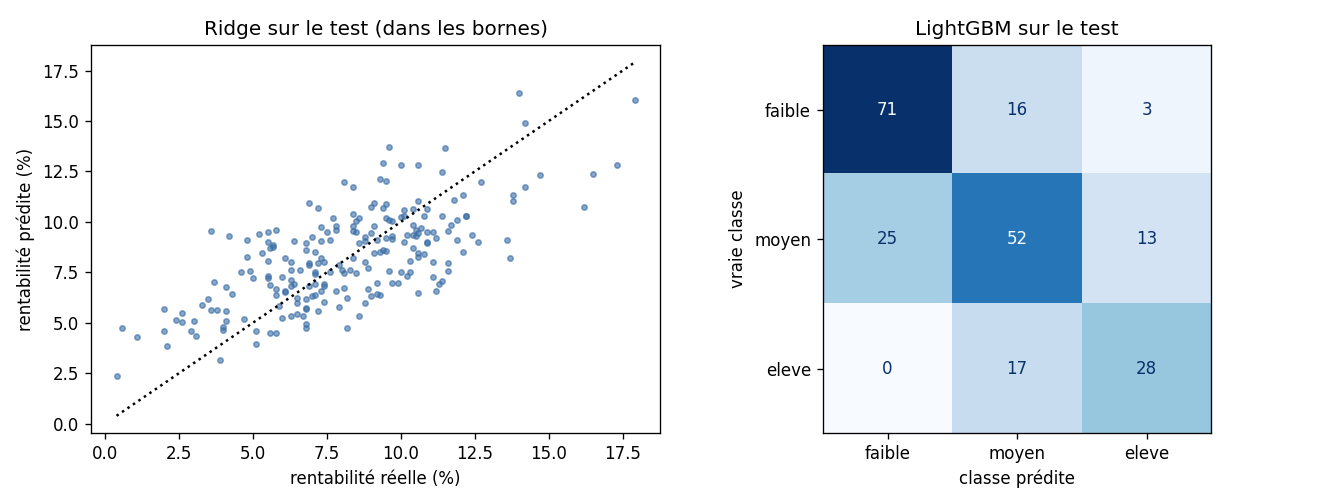 Ridge sur le test (dans les bornes)
17.5
15.0
12.5
10.0
7.5
5.0
2.5
0.0
rentabilité prédite (%)
0.0 2.5 5.0 7.5 10.0 12.5 15.0 17.5
rentabilité réelle (%)
LightGBM sur le test
vraie classe
faible 71 16 3
moyen 25 52 13
eleve 0 17 28
faible moyen eleve
classe prédite